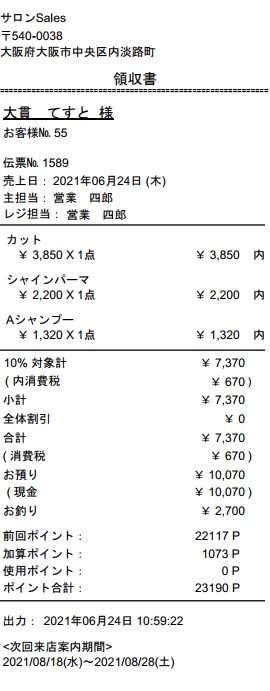 サロンSales
〒540-0038
大阪府大阪市中央区内淡路町
領収書
大貫　てすと 様
お客様№. 55
伝票№. 1589
売上日： 2021年06月24日 (木)
主担当： 営業　四郎
レジ担当： 営業　四郎
カット
￥ 3,850 X 1点 ￥ 3,850 内
シャインパーマ
￥ 2,200 X 1点 ￥ 2,200 内
Aシャンプー
￥ 1,320 X 1点 ￥ 1,320 内
10% 対象計 ￥ 7,370
( 内消費税 ￥ 670 )
小計 ￥ 7,370
全体割引 ￥ 0
合計 ￥ 7,370
( 消費税 ￥ 670 )
お預り ￥ 10,070
( 現金 ￥ 10,070 )
お釣り ￥ 2,700
前回ポイント： 22117 P
加算ポイント： 1073 P
使用ポイント： 0 P
ポイント合計： 23190 P
出力： 2021年06月24日 10:59:22
<次回来店案内期間>
2021/08/18(水)～2021/08/28(土)